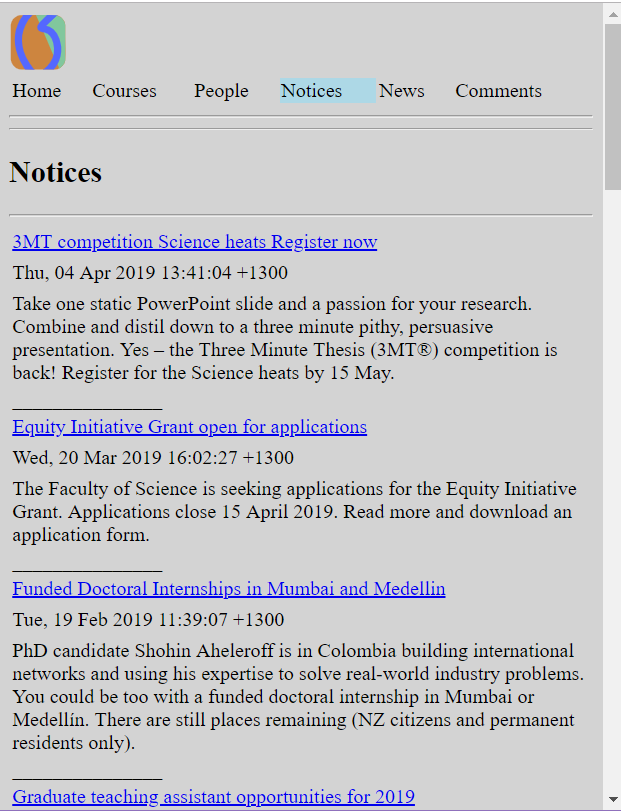 Home Courses People Notices News Comments
Notices
3MT competition Science heats Register now
Thu, 04 Apr 2019 13:41:04 +1300
Take one static PowerPoint slide and a passion for your research.
Combine and distil down to a three minute pithy, persuasive
presentation. Yes – the Three Minute Thesis (3MT®) competition is
back! Register for the Science heats by 15 May.
_______________
Equity Initiative Grant open for applications
Wed, 20 Mar 2019 16:02:27 +1300
The Faculty of Science is seeking applications for the Equity Initiative
Grant. Applications close 15 April 2019. Read more and download an
application form.
_______________
Funded Doctoral Internships in Mumbai and Medellin
Tue, 19 Feb 2019 11:39:07 +1300
PhD candidate Shohin Aheleroff is in Colombia building international
networks and using his expertise to solve real-world industry problems.
You could be too with a funded doctoral internship in Mumbai or
Medellín. There are still places remaining (NZ citizens and permanent
residents only).
_______________
Graduate teaching assistant opportunities for 2019